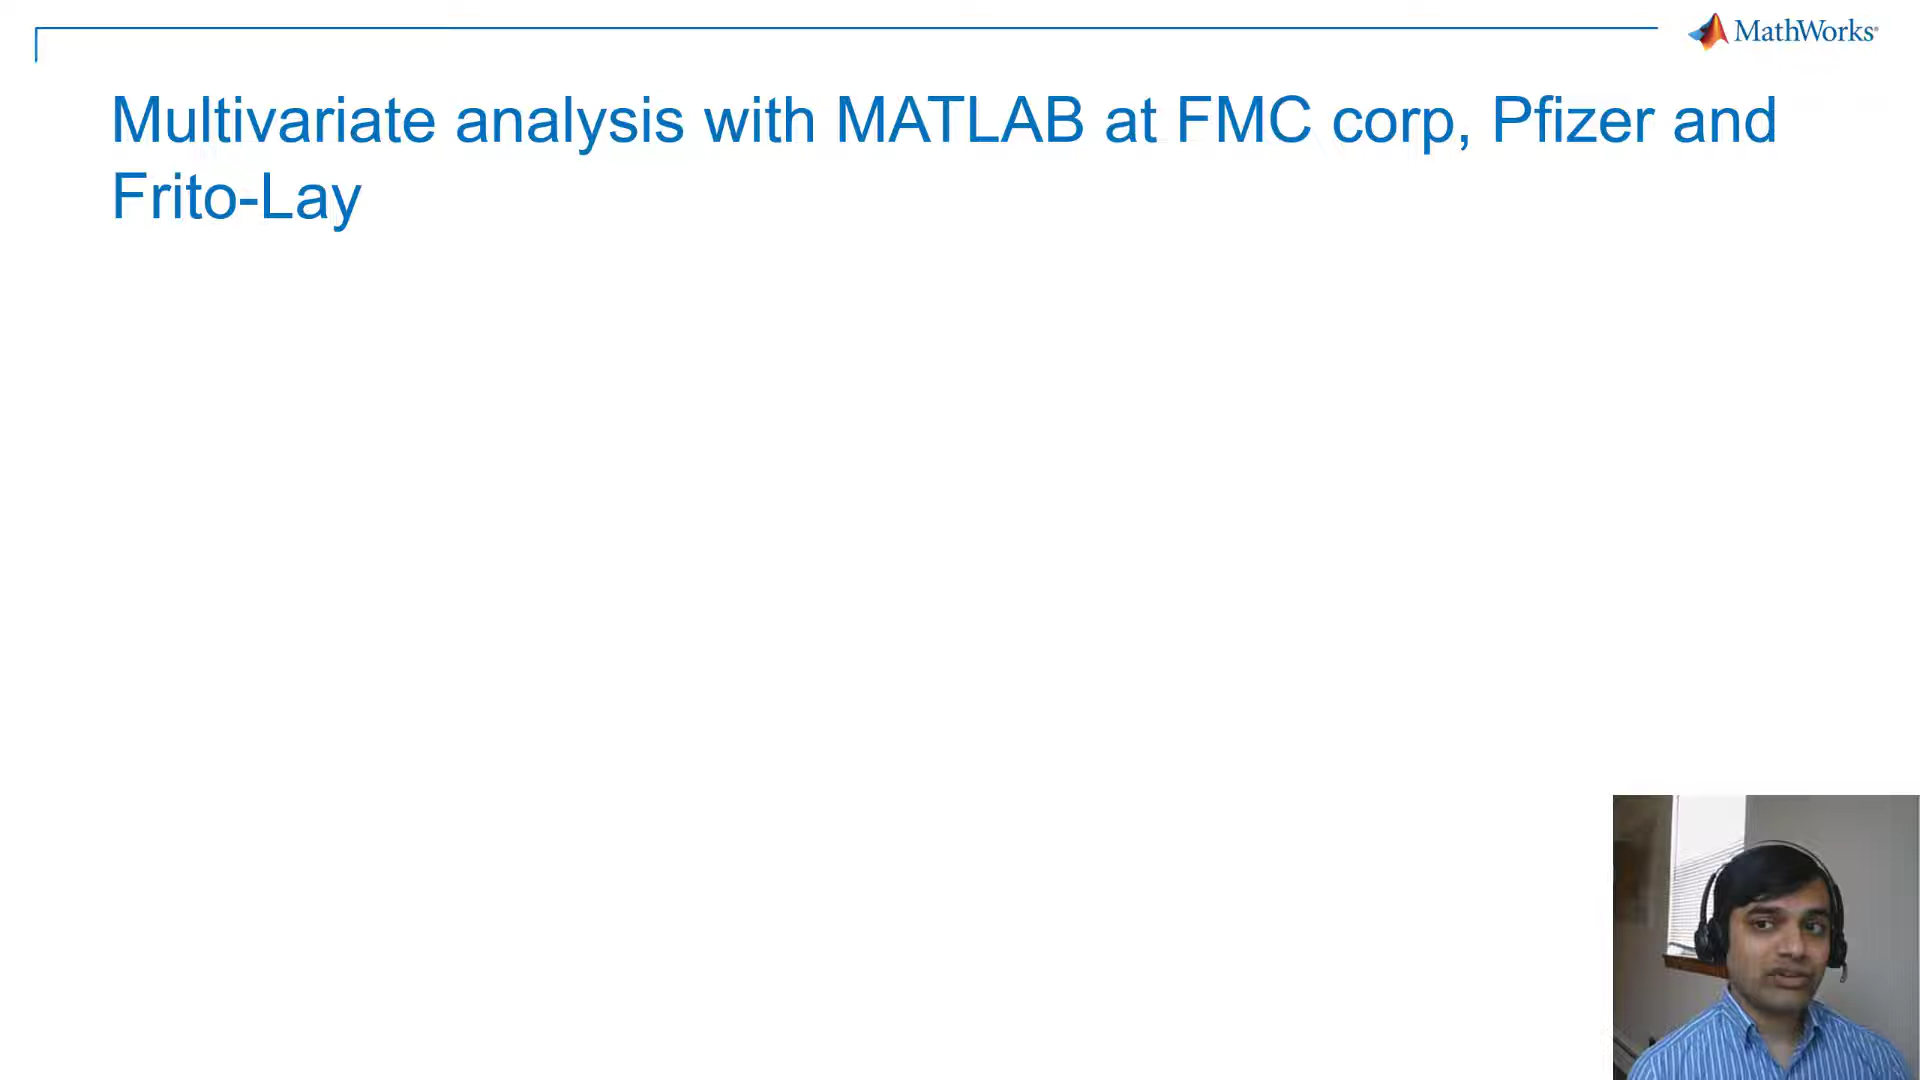 MathWorks®
Multivariate analysis with MATLAB at FMC corp, Pfizer and
Frito-Lay